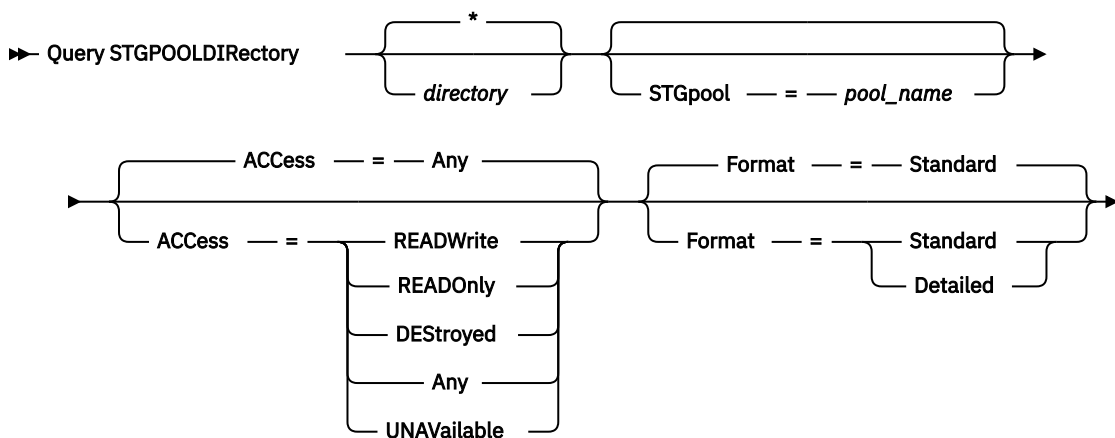 *
Query STGPOOLDIRectory
directory
STGpool = pool_name
ACCess = Any
Format = Standard
ACCess = READWrite
Format = Standard
READOnly
Detailed
DEStroyed
Any
UNAVailable